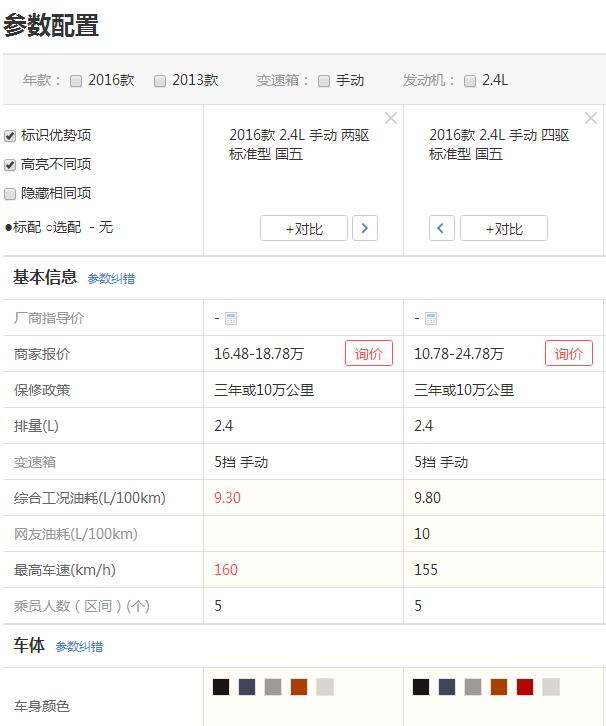 参数配置
年款： 2016款 2013款 变速箱： 手动 发动机： 2.4L
标识优势项
高亮不同项
隐藏相同项
●标配 ○选配 - 无
2016款 2.4L 手动 两驱
标准型 国五
+对比
2016款 2.4L 手动 四驱
标准型 国五
+对比
基本信息 参数纠错
厂商指导价 - -
商家报价 16.48-18.78万 询价 10.78-24.78万 询价
保修政策 三年或10万公里 三年或10万公里
排量(L) 2.4 2.4
变速箱 5挡 手动 5挡 手动
综合工况油耗(L/100km) 9.30 9.80
网友油耗(L/100km) 10
最高车速(km/h) 160 155
乘员人数（区间）(个) 5 5
车体 参数纠错
车身颜色